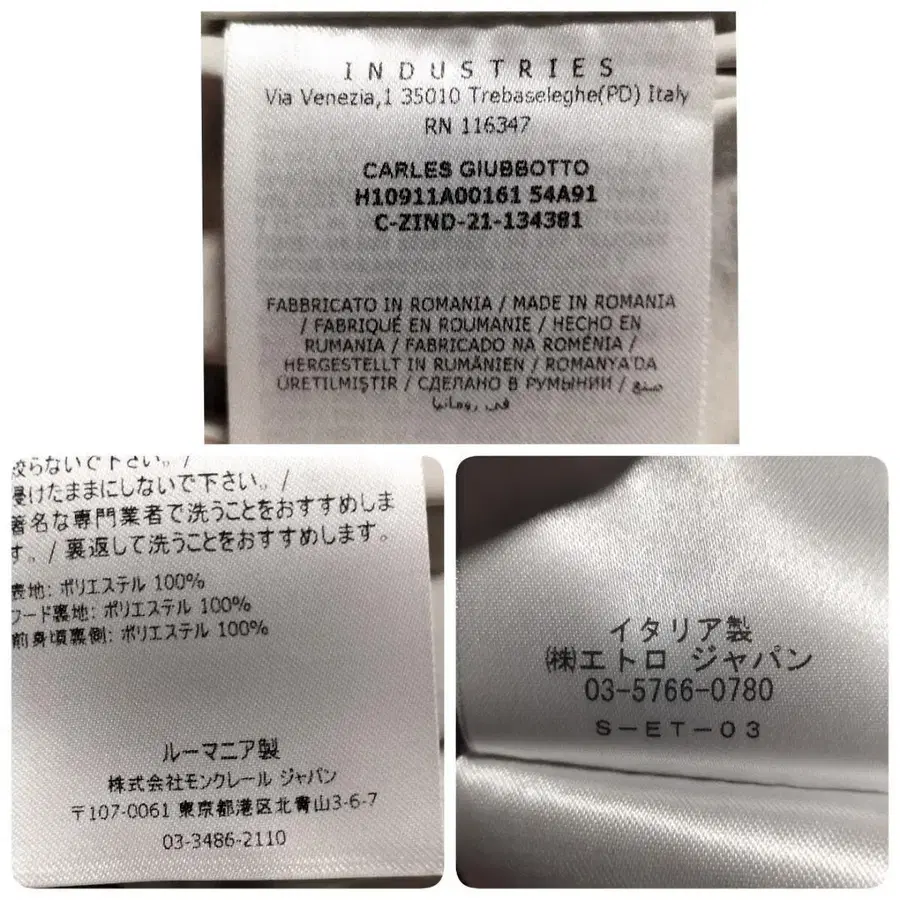 INDUSTRIES
Via Venezia,1 35010 Trebaseleghe(PD) Italy
RN 116347
CARLES GIUBBOTTO
H10911A00161 54A91
C-ZIND-21-134381
FABBRICATO IN ROMANIA / MADE IN ROMANIA
/ FABRIQUÉ EN ROUMANIE / HECHO EN
RUMANIA / FABRICADO NA ROMÉNIA /
HERGESTELLT IN RUMÄNIEN / ROMANYA'DA
ÜRETILMIŞTIR / СДЕЛАНО В РУМЫНИИ / صنع
في رومانيا
絞らないで下さい。/
浸けたままにしないで下さい。/
著名な専門業者で洗うことをおすすめしま
す。/ 裏返して洗うことをおすすめします。
表地: ポリエステル 100%
フード裏地: ポリエステル 100%
前身頃裏側: ポリエステル 100%
ルーマニア製
株式会社モンクレール ジャパン
〒107-0061 東京都港区北青山3-6-7
03-3486-2110
イタリア製
㈱エトロ ジャパン
03-5766-0780
S-ET-03